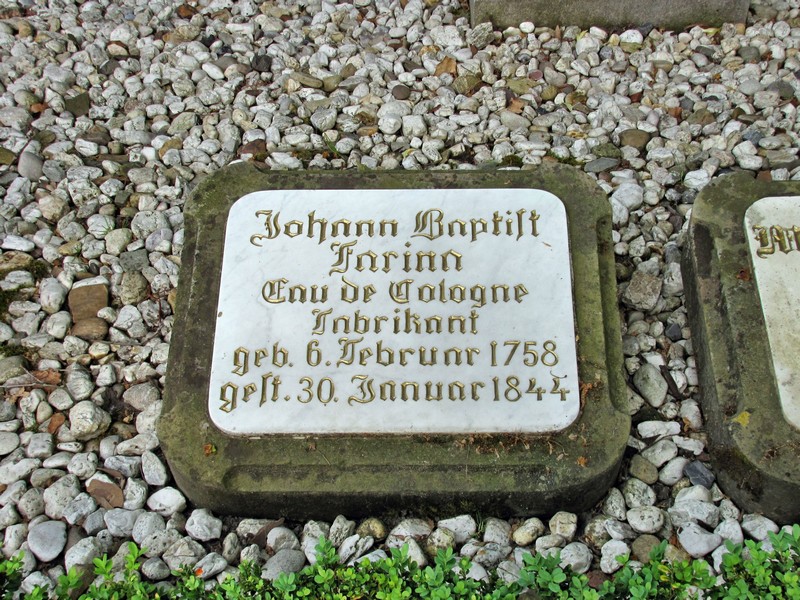 Johann Baptist
Farina
Eau de Cologne
Fabrikant
geb. 6. Februar 1758
gest. 30. Januar 1844